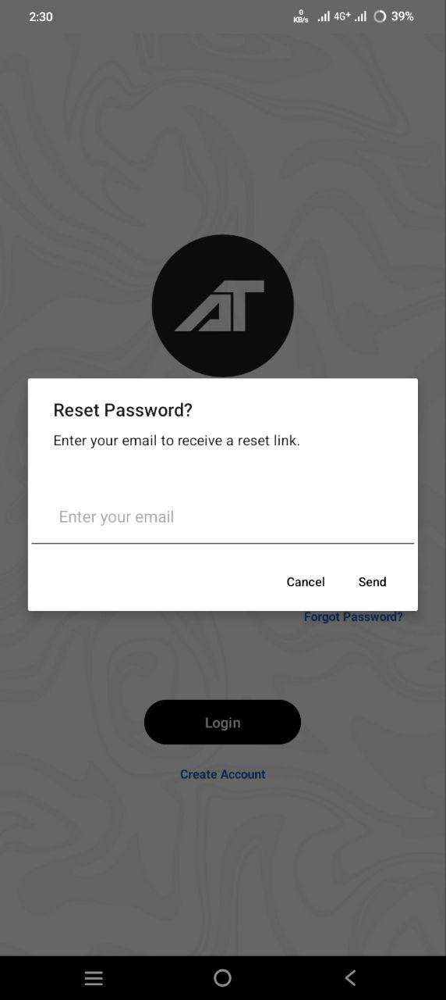 2:30
0
KB/s
4G+
39%
AT
Reset Password?
Enter your email to receive a reset link.
Enter your email
Cancel
Send
Forgot Password?
Login
Create Account